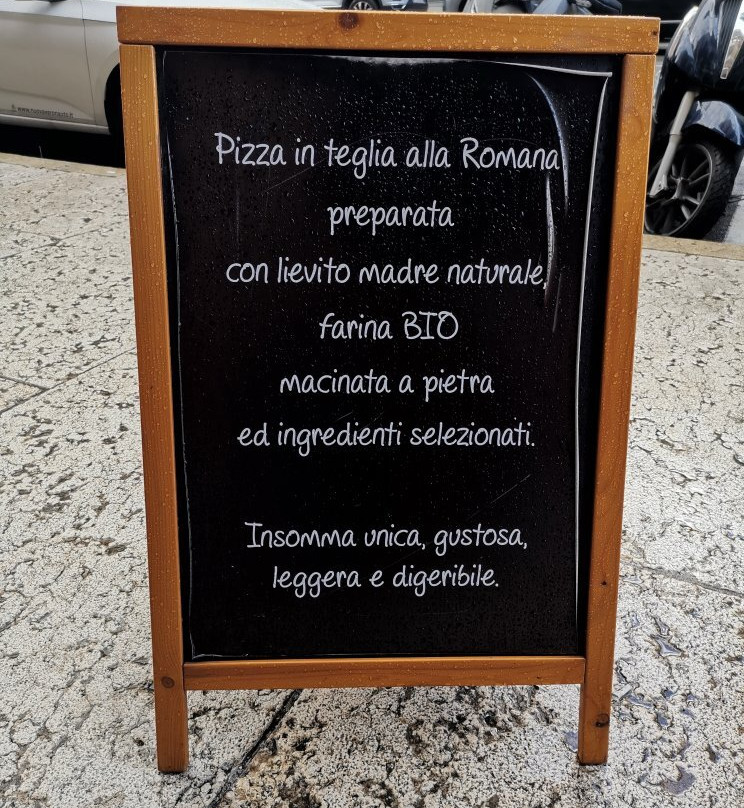 Pizza in teglia alla Romana
preparata
con lievito madre naturale,
farina BIO
macinata a pietra
ed ingredienti selezionati.
Insomma unica, gustosa,
leggera e digeribile.